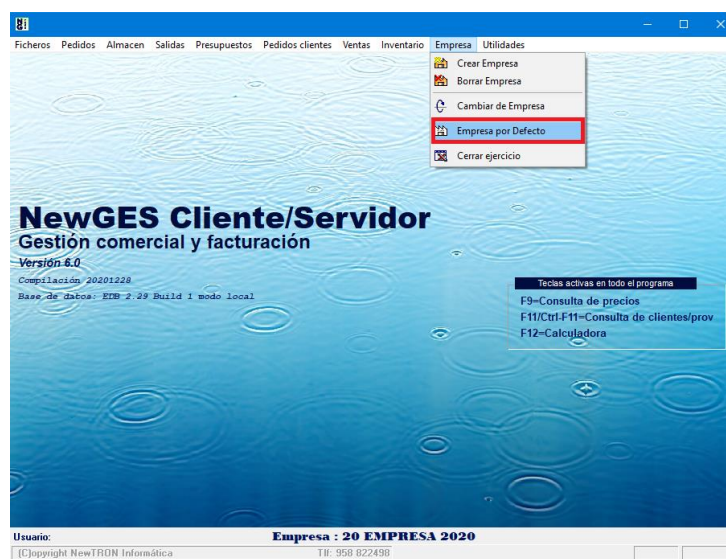 Ficheros Pedidos Almacen Salidas Presupuestos Pedidos clientes Ventas Inventario Empresa Utilidades
Crear Empresa
Borrar Empresa
Cambiar de Empresa
Empresa por Defecto
Cerrar ejercicio
NewGES Cliente/Servidor
Gestión comercial y facturación
Versión 6.0
Compilación 20201228
Base de datos: EDB 2.29 Build 1 modo local
Teclas activas en todo el programa
F9=Consulta de precios
F11/Ctrl-F11=Consulta de clientes/prov
F12=Calculadora
Usuario: Empresa : 20 EMPRESA 2020
(C)opyright NewTRON Informática Tlf: 958 822498